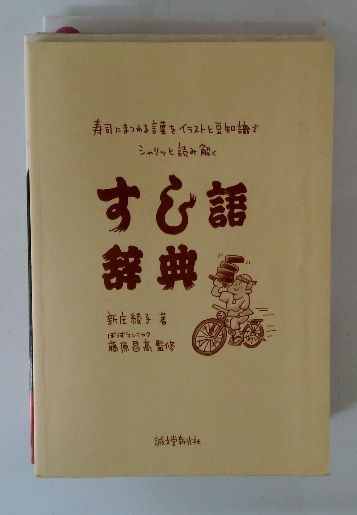 寿司にまつわる言葉をイラストと豆知識で
シャリッと読み解く
すし語
辞典
新庄綾子 著
ぼうずコンニャク
藤原昌高 監修
誠文堂新光社